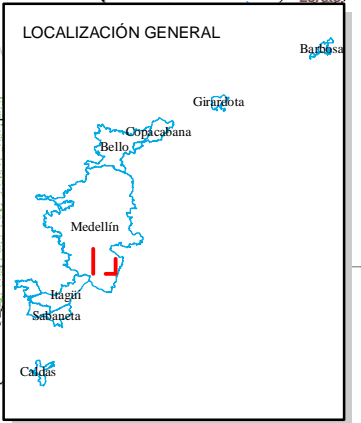 LOCALIZACIÓN GENERAL
Barbosa
Girardota
Copacabana
Bello
Medellín
Itagüí
Sabaneta
Caldas